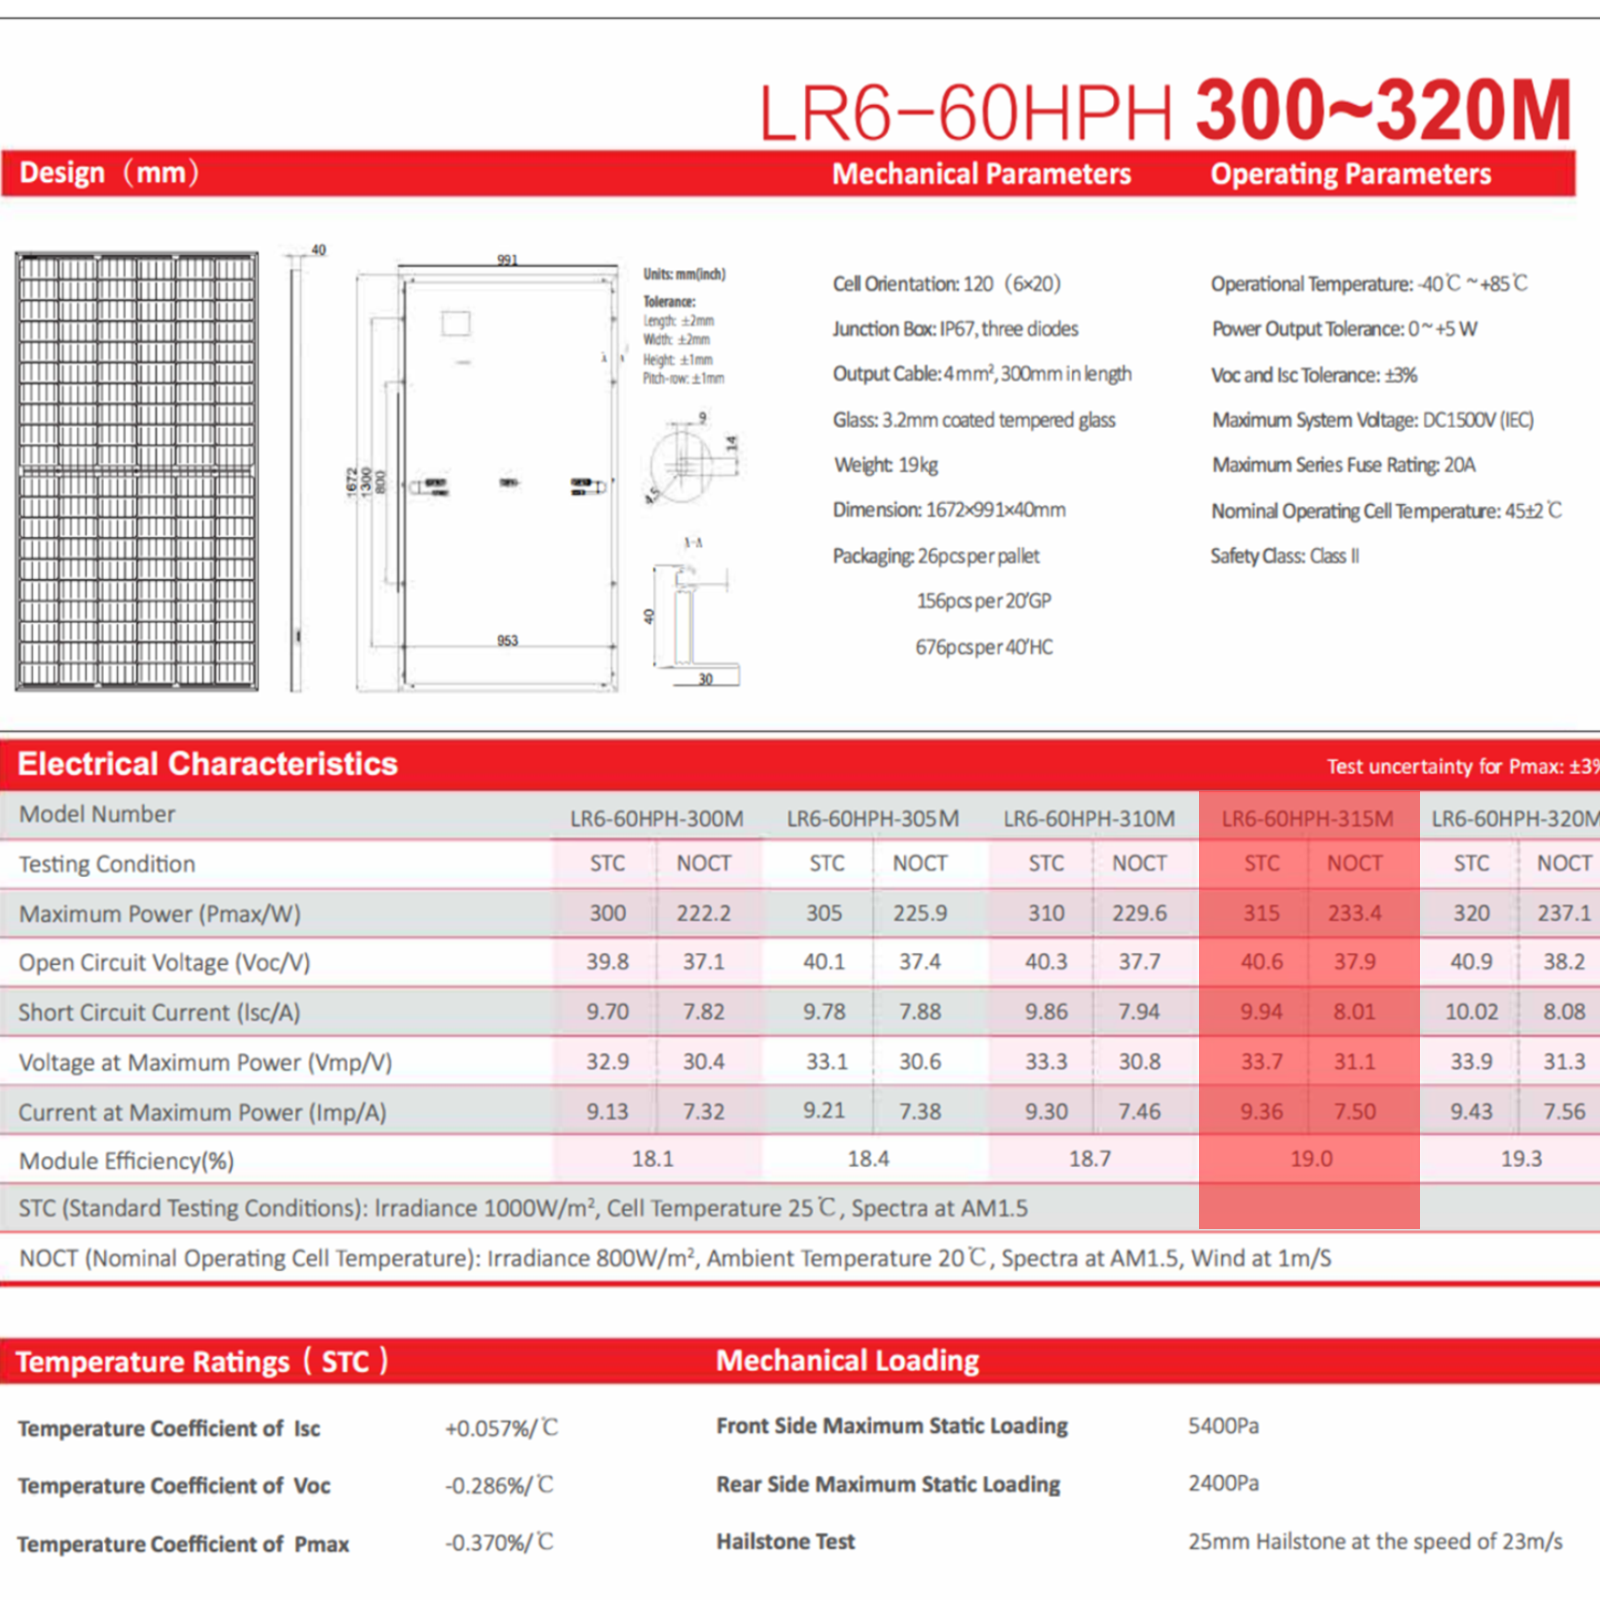 LR6-60HPH 300~320M
Design（mm） Mechanical Parameters Operating Parameters
40
991
1672
1300
800
953
Units: mm(inch)
Tolerance:
Length: ±2mm
Width: ±2mm
Height: ±1mm
Pitch-row: ±1mm
9
14
4.5
A-A
40
30
Cell Orientation: 120（6×20）
Junction Box: IP67, three diodes
Output Cable: 4mm², 300mm in length
Glass: 3.2mm coated tempered glass
Weight: 19kg
Dimension: 1672×991×40mm
Packaging: 26pcs per pallet
156pcs per 20'GP
676pcs per 40'HC
Operational Temperature: -40℃ ~ +85℃
Power Output Tolerance: 0 ~ +5 W
Voc and Isc Tolerance: ±3%
Maximum System Voltage: DC1500V (IEC)
Maximum Series Fuse Rating: 20A
Nominal Operating Cell Temperature: 45±2℃
Safety Class: Class II
Electrical Characteristics Test uncertainty for Pmax: ±3%
Model Number LR6-60HPH-300M LR6-60HPH-305M LR6-60HPH-310M LR6-60HPH-315M LR6-60HPH-320M
Testing Condition STC NOCT STC NOCT STC NOCT STC NOCT STC NOCT
Maximum Power (Pmax/W) 300 222.2 305 225.9 310 229.6 315 233.4 320 237.1
Open Circuit Voltage (Voc/V) 39.8 37.1 40.1 37.4 40.3 37.7 40.6 37.9 40.9 38.2
Short Circuit Current (Isc/A) 9.70 7.82 9.78 7.88 9.86 7.94 9.94 8.01 10.02 8.08
Voltage at Maximum Power (Vmp/V) 32.9 30.4 33.1 30.6 33.3 30.8 33.7 31.1 33.9 31.3
Current at Maximum Power (Imp/A) 9.13 7.32 9.21 7.38 9.30 7.46 9.36 7.50 9.43 7.56
Module Efficiency(%) 18.1 18.4 18.7 19.0 19.3
STC (Standard Testing Conditions): Irradiance 1000W/m², Cell Temperature 25℃, Spectra at AM1.5
NOCT (Nominal Operating Cell Temperature): Irradiance 800W/m², Ambient Temperature 20℃, Spectra at AM1.5, Wind at 1m/S
Temperature Ratings（STC） Mechanical Loading
Temperature Coefficient of Isc +0.057%/℃ Front Side Maximum Static Loading 5400Pa
Temperature Coefficient of Voc -0.286%/℃ Rear Side Maximum Static Loading 2400Pa
Temperature Coefficient of Pmax -0.370%/℃ Hailstone Test 25mm Hailstone at the speed of 23m/s